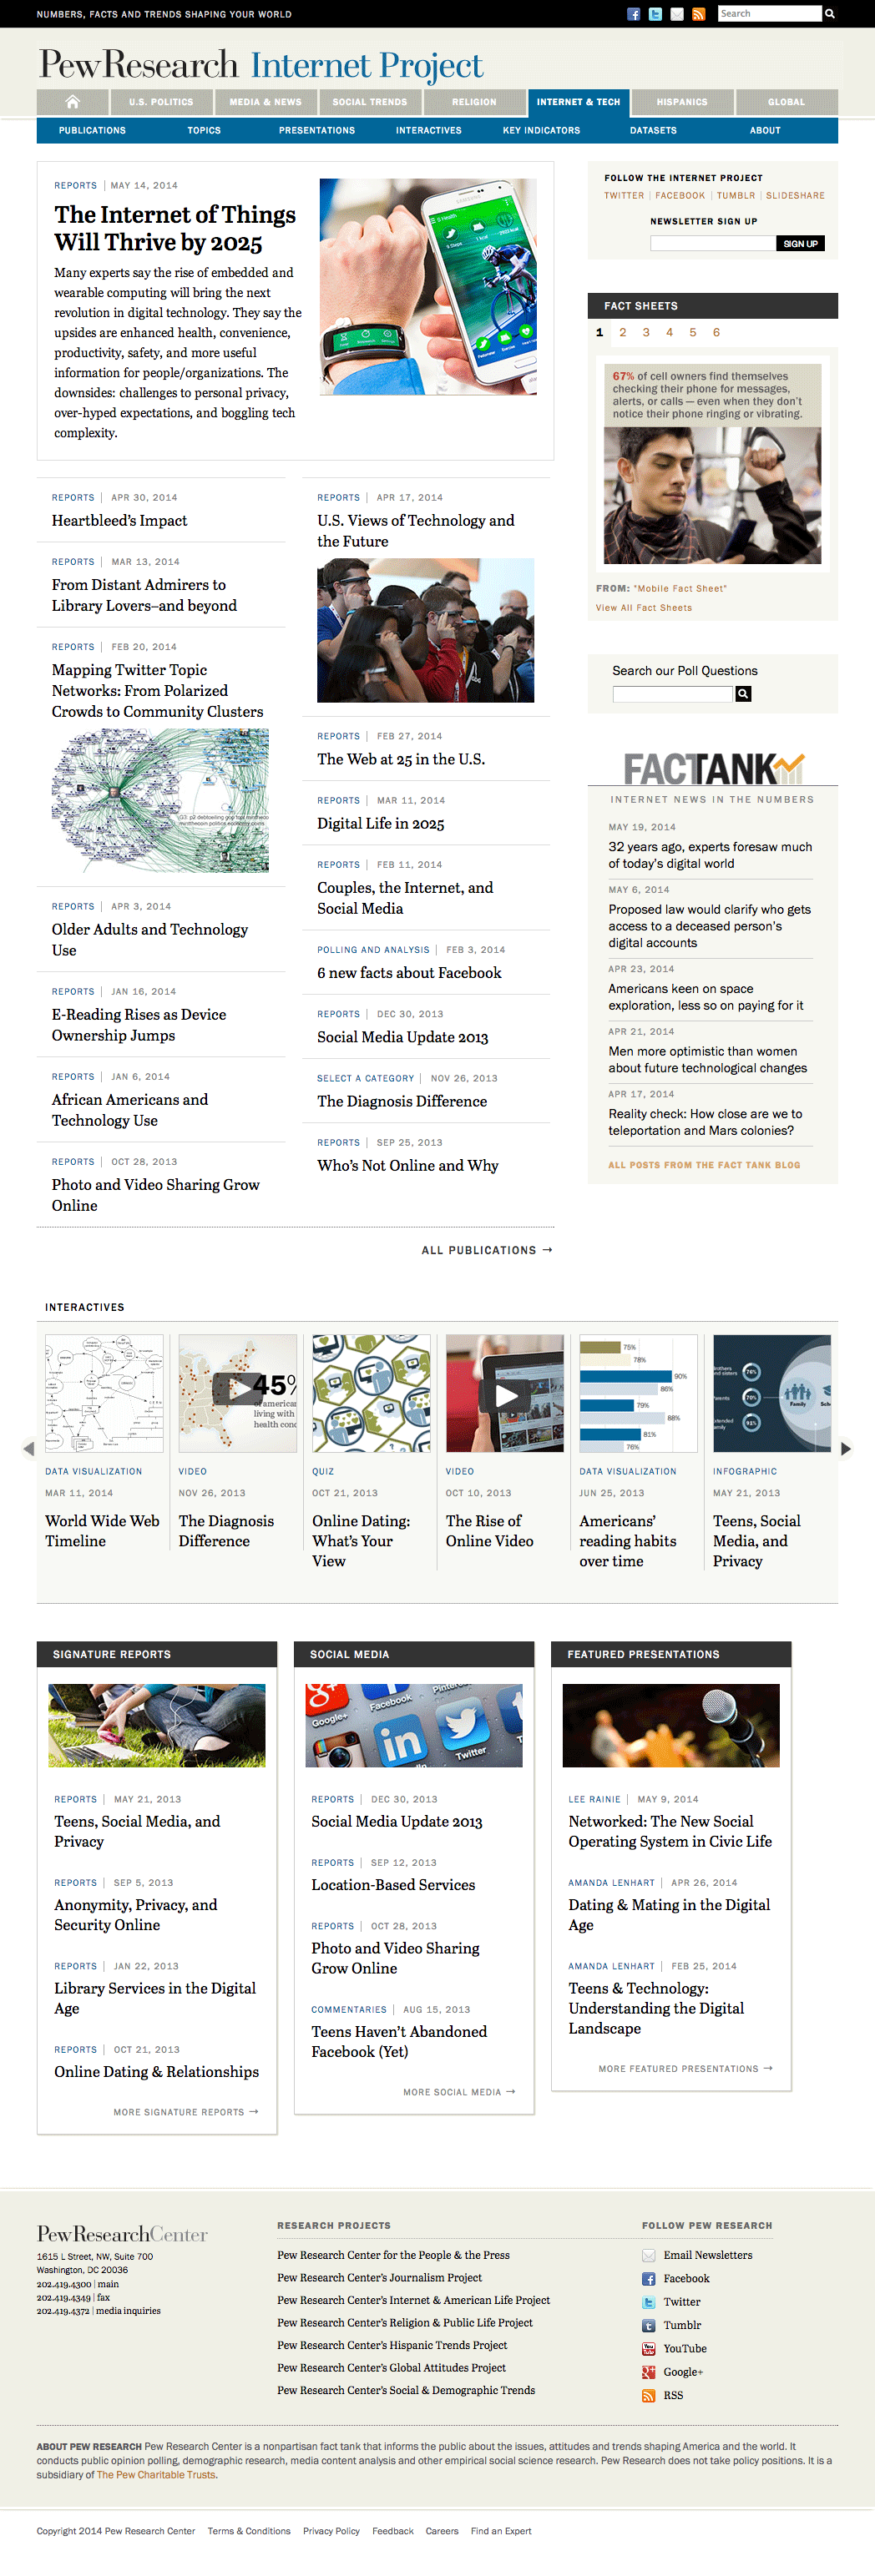 NUMBERS, FACTS AND TRENDS SHAPING YOUR WORLD
Search
PewResearch Internet Project
U.S. POLITICS
MEDIA & NEWS
SOCIAL TRENDS
RELIGION
INTERNET & TECH
HISPANICS
GLOBAL
PUBLICATIONS
TOPICS
PRESENTATIONS
INTERACTIVES
KEY INDICATORS
DATASETS
ABOUT
REPORTS | MAY 14, 2014
The Internet of Things
Will Thrive by 2025
Many experts say the rise of embedded and
wearable computing will bring the next
revolution in digital technology. They say the
upsides are enhanced health, convenience,
productivity, safety, and more useful
information for people/organizations. The
downsides: challenges to personal privacy,
over-hyped expectations, and boggling tech
complexity.
REPORTS | APR 30, 2014
Heartbleed's Impact
REPORTS | MAR 13, 2014
From Distant Admirers to
Library Lovers–and beyond
REPORTS | FEB 20, 2014
Mapping Twitter Topic
Networks: From Polarized
Crowds to Community Clusters
REPORTS | APR 3, 2014
Older Adults and Technology
Use
REPORTS | JAN 16, 2014
E-Reading Rises as Device
Ownership Jumps
REPORTS | JAN 6, 2014
African Americans and
Technology Use
REPORTS | OCT 28, 2013
Photo and Video Sharing Grow
Online
REPORTS | APR 17, 2014
U.S. Views of Technology and
the Future
REPORTS | FEB 27, 2014
The Web at 25 in the U.S.
REPORTS | MAR 11, 2014
Digital Life in 2025
REPORTS | FEB 11, 2014
Couples, the Internet, and
Social Media
POLLING AND ANALYSIS | FEB 3, 2014
6 new facts about Facebook
REPORTS | DEC 30, 2013
Social Media Update 2013
SELECT A CATEGORY | NOV 26, 2013
The Diagnosis Difference
REPORTS | SEP 25, 2013
Who's Not Online and Why
ALL PUBLICATIONS →
FOLLOW THE INTERNET PROJECT
TWITTER | FACEBOOK | TUMBLR | SLIDESHARE
NEWSLETTER SIGN UP
SIGN UP
FACT SHEETS
1 2 3 4 5 6
67% of cell owners find themselves
checking their phone for messages,
alerts, or calls — even when they don't
notice their phone ringing or vibrating.
FROM: "Mobile Fact Sheet"
View All Fact Sheets
Search our Poll Questions
FACTANK
INTERNET NEWS IN THE NUMBERS
MAY 19, 2014
32 years ago, experts foresaw much
of today's digital world
MAY 6, 2014
Proposed law would clarify who gets
access to a deceased person's
digital accounts
APR 23, 2014
Americans keen on space
exploration, less so on paying for it
APR 21, 2014
Men more optimistic than women
about future technological changes
APR 17, 2014
Reality check: How close are we to
teleportation and Mars colonies?
ALL POSTS FROM THE FACT TANK BLOG
INTERACTIVES
DATA VISUALIZATION
MAR 11, 2014
World Wide Web
Timeline
45%
of american
living with
health conc
VIDEO
NOV 26, 2013
The Diagnosis
Difference
QUIZ
OCT 21, 2013
Online Dating:
What's Your
View
VIDEO
OCT 10, 2013
The Rise of
Online Video
75%
78%
90%
86%
79%
88%
81%
76%
DATA VISUALIZATION
JUN 25, 2013
Americans'
reading habits
over time
Family
INFOGRAPHIC
MAY 21, 2013
Teens, Social
Media, and
Privacy
SIGNATURE REPORTS
REPORTS | MAY 21, 2013
Teens, Social Media, and
Privacy
REPORTS | SEP 5, 2013
Anonymity, Privacy, and
Security Online
REPORTS | JAN 22, 2013
Library Services in the Digital
Age
REPORTS | OCT 21, 2013
Online Dating & Relationships
MORE SIGNATURE REPORTS →
SOCIAL MEDIA
Google+
Facebook
in
Twitter
REPORTS | DEC 30, 2013
Social Media Update 2013
REPORTS | SEP 12, 2013
Location-Based Services
REPORTS | OCT 28, 2013
Photo and Video Sharing
Grow Online
COMMENTARIES | AUG 15, 2013
Teens Haven't Abandoned
Facebook (Yet)
MORE SOCIAL MEDIA →
FEATURED PRESENTATIONS
LEE RAINIE | MAY 9, 2014
Networked: The New Social
Operating System in Civic Life
AMANDA LENHART | APR 26, 2014
Dating & Mating in the Digital
Age
AMANDA LENHART | FEB 25, 2014
Teens & Technology:
Understanding the Digital
Landscape
MORE FEATURED PRESENTATIONS →
PewResearchCenter
1615 L Street, NW, Suite 700
Washington, DC 20036
202.419.4300 | main
202.419.4349 | fax
202.419.4372 | media inquiries
RESEARCH PROJECTS
Pew Research Center for the People & the Press
Pew Research Center's Journalism Project
Pew Research Center's Internet & American Life Project
Pew Research Center's Religion & Public Life Project
Pew Research Center's Hispanic Trends Project
Pew Research Center's Global Attitudes Project
Pew Research Center's Social & Demographic Trends
FOLLOW PEW RESEARCH
Email Newsletters
Facebook
Twitter
Tumblr
YouTube
Google+
RSS
ABOUT PEW RESEARCH Pew Research Center is a nonpartisan fact tank that informs the public about the issues, attitudes and trends shaping America and the world. It
conducts public opinion polling, demographic research, media content analysis and other empirical social science research. Pew Research does not take policy positions. It is a
subsidiary of The Pew Charitable Trusts.
Copyright 2014 Pew Research Center
Terms & Conditions
Privacy Policy
Feedback
Careers
Find an Expert